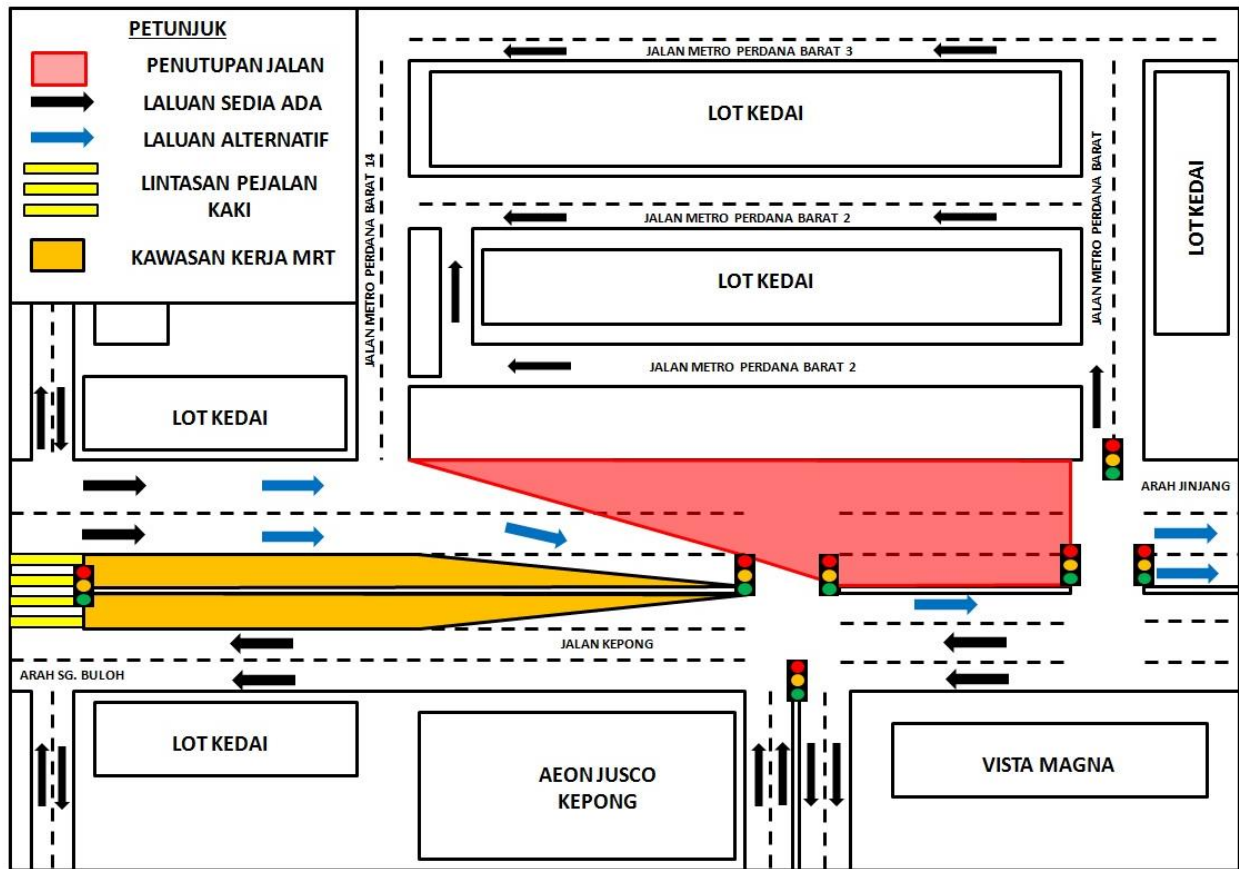 PETUNJUK
PENUTUPAN JALAN
LALUAN SEDIA ADA
LALUAN ALTERNATIF
LINTASAN PEJALAN
KAKI
KAWASAN KERJA MRT
JALAN METRO PERDANA BARAT 3
LOT KEDAI
JALAN METRO PERDANA BARAT 14
JALAN METRO PERDANA BARAT
LOT KEDAI
JALAN METRO PERDANA BARAT 2
LOT KEDAI
JALAN METRO PERDANA BARAT 2
LOT KEDAI
ARAH JINJANG
JALAN KEPONG
ARAH SG. BULOH
LOT KEDAI
AEON JUSCO
KEPONG
VISTA MAGNA